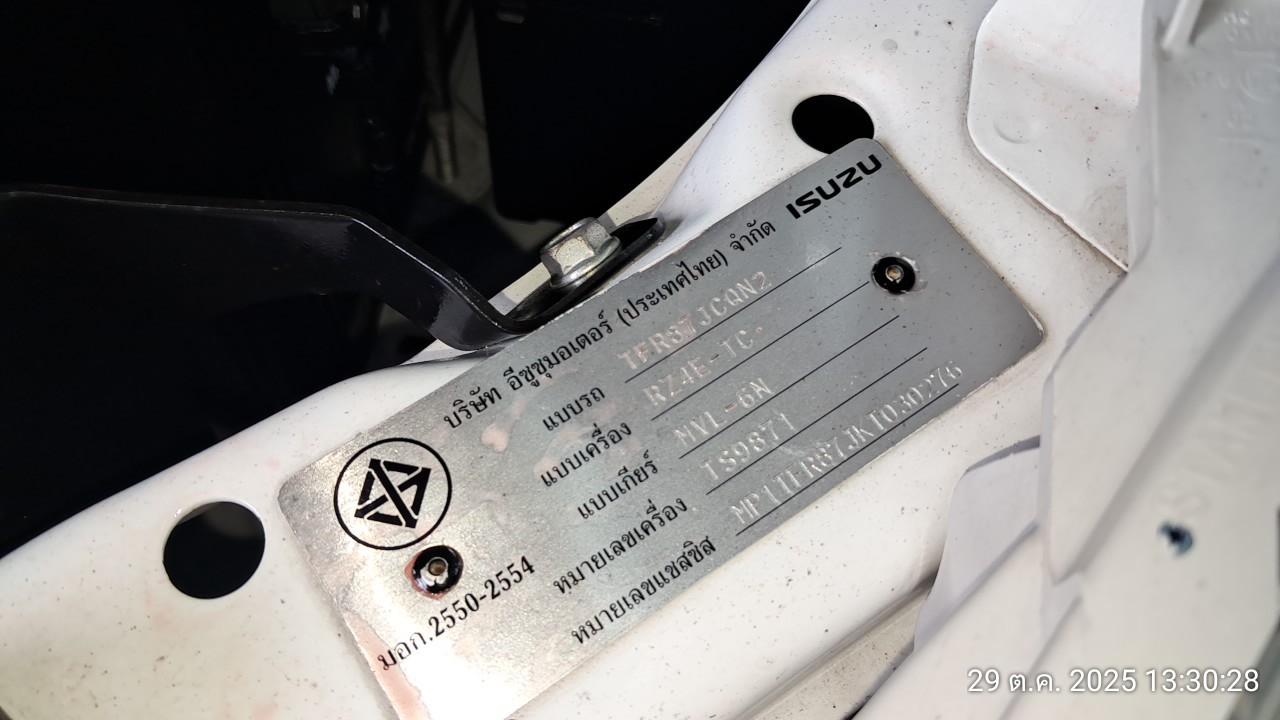 ISUZU
บริษัท อีซูซุมอเตอร์ (ประเทศไทย) จำกัด
แบบรถ TFR87JCQN2
แบบเครื่อง RZ4E-TC
แบบเกียร์ MVL-6N
หมายเลขเครื่อง 1S9871
หมายเลขแชสซิส MP1TFR87JKT030276
มอก.2550-2554
29 ต.ค. 2025 13:30:28